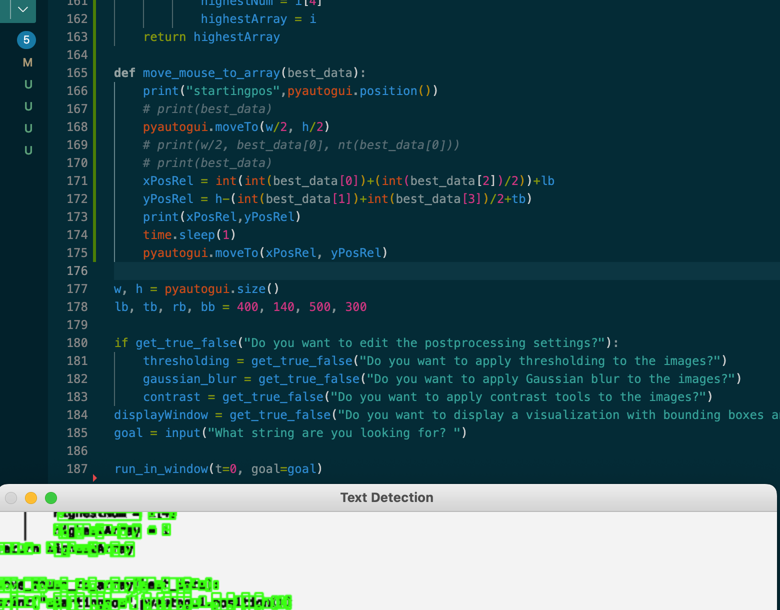 161 highestNum = i[4]
162 highestArray = i
5 163 return highestArray
M 164
U 165 def move_mouse_to_array(best_data):
U 166 print("startingpos",pyautogui.position())
167 # print(best_data)
U 168 pyautogui.moveTo(w/2, h/2)
U 169 # print(w/2, best_data[0], nt(best_data[0]))
170 # print(best_data)
171 xPosRel = int(int(best_data[0])+(int(best_data[2])/2))+lb
172 yPosRel = h-(int(best_data[1])+int(best_data[3])/2+tb)
173 print(xPosRel,yPosRel)
174 time.sleep(1)
175 pyautogui.moveTo(xPosRel, yPosRel)
176
177 w, h = pyautogui.size()
178 lb, tb, rb, bb = 400, 140, 500, 300
179
180 if get_true_false("Do you want to edit the postprocessing settings?"):
181 thresholding = get_true_false("Do you want to apply thresholding to the images?")
182 gaussian_blur = get_true_false("Do you want to apply Gaussian blur to the images?")
183 contrast = get_true_false("Do you want to apply contrast tools to the images?")
184 displayWindow = get_true_false("Do you want to display a visualization with bounding boxes a
185 goal = input("What string are you looking for? ")
186
187 run_in_window(t=0, goal=goal)
Text Detection